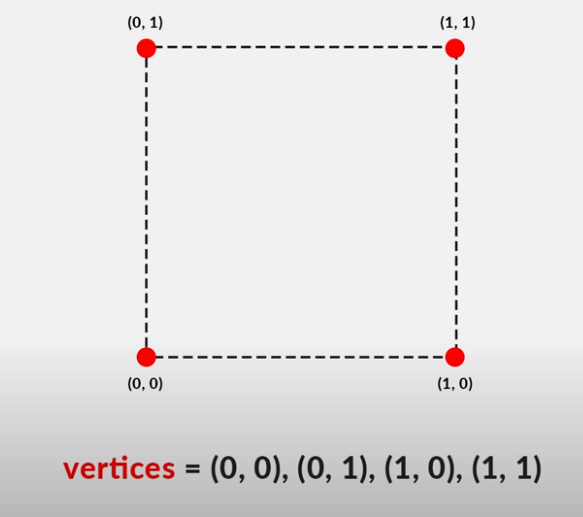 (0, 1) (1, 1)
(0, 0) (1, 0)
vertices = (0, 0), (0, 1), (1, 0), (1, 1)